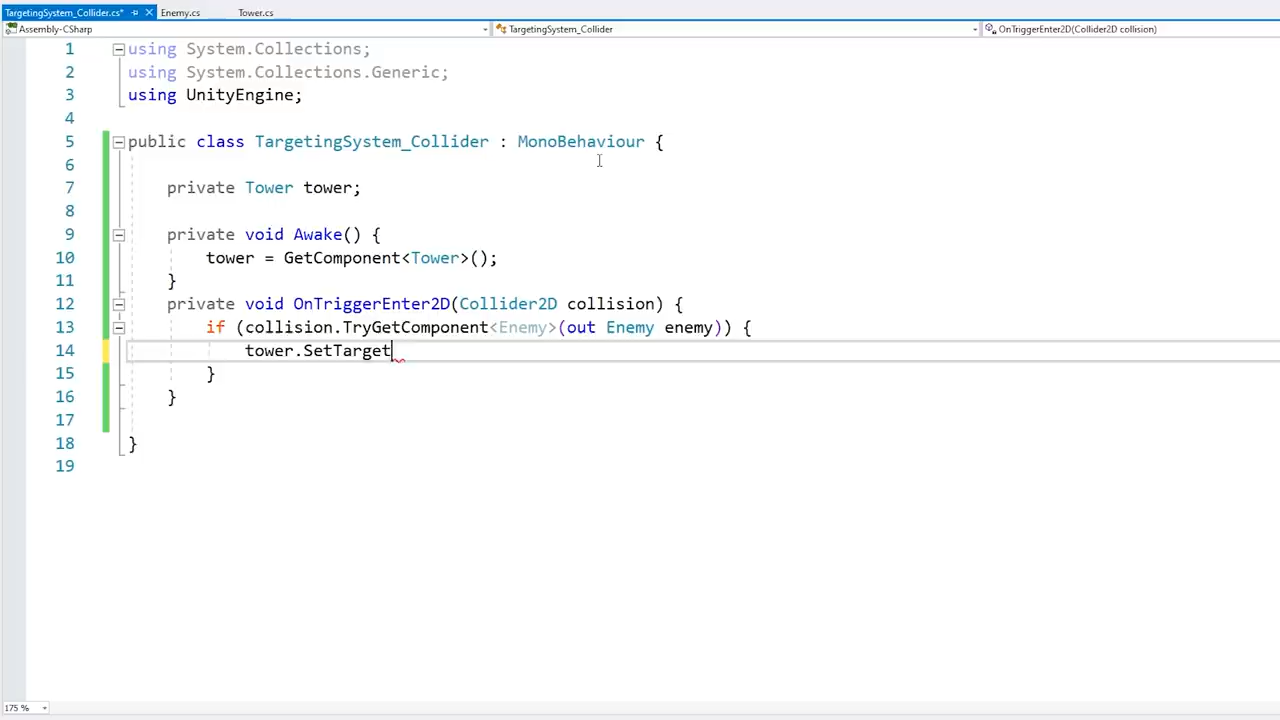 TargetingSystem_Collider.cs* Enemy.cs Tower.cs
Assembly-CSharp TargetingSystem_Collider OnTriggerEnter2D(Collider2D collision)
1 using System.Collections;
2 using System.Collections.Generic;
3 using UnityEngine;
4
5 public class TargetingSystem_Collider : MonoBehaviour {
6
7 private Tower tower;
8
9 private void Awake() {
10 tower = GetComponent<Tower>();
11 }
12 private void OnTriggerEnter2D(Collider2D collision) {
13 if (collision.TryGetComponent<Enemy>(out Enemy enemy)) {
14 tower.SetTarget
15 }
16 }
17
18 }
19
175 %